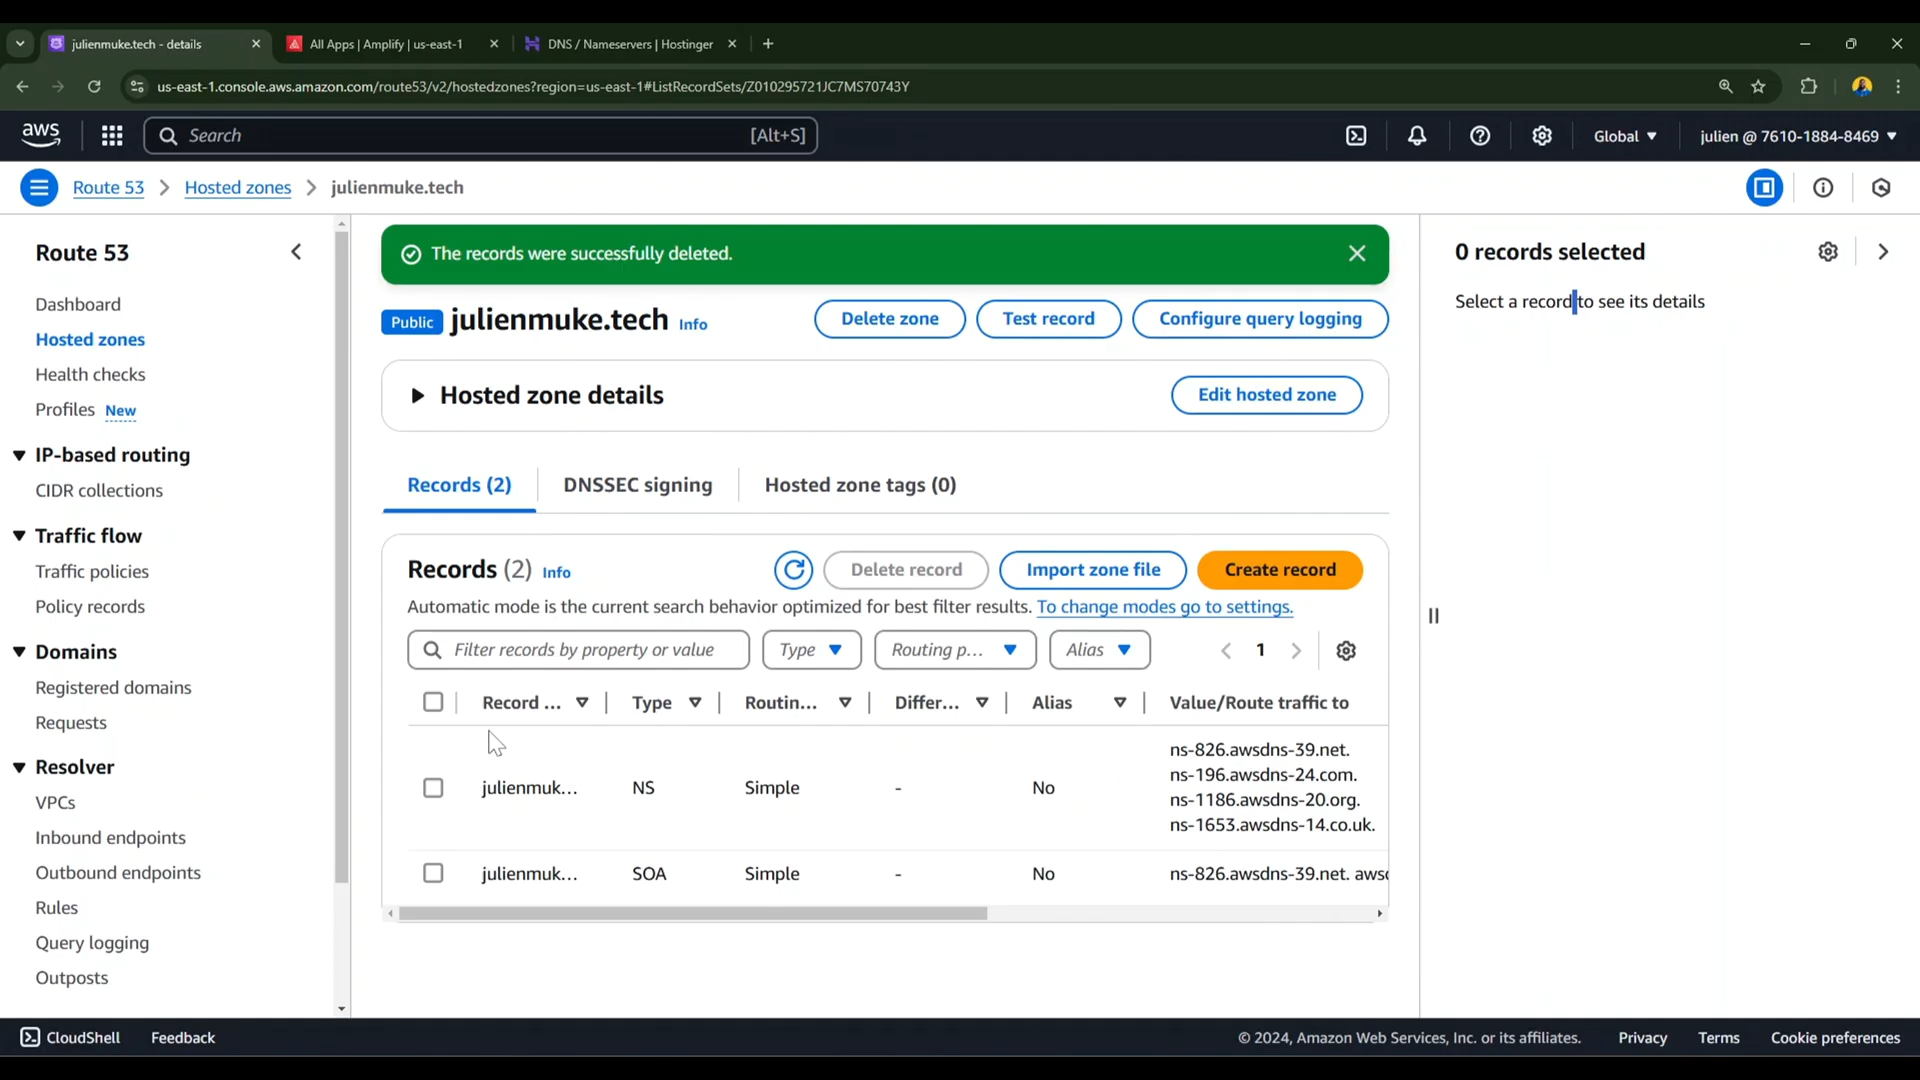 julienmuke.tech - details
All Apps | Amplify | us-east-1
DNS / Nameservers | Hostinger
us-east-1.console.aws.amazon.com/route53/v2/hostedzones?region=us-east-1#ListRecordSets/Z010295721JC7MS70743Y
aws
Search
[Alt+S]
Global
julien @ 7610-1884-8469
Route 53
Hosted zones
julienmuke.tech
Route 53
Dashboard
Hosted zones
Health checks
Profiles New
IP-based routing
CIDR collections
Traffic flow
Traffic policies
Policy records
Domains
Registered domains
Requests
Resolver
VPCs
Inbound endpoints
Outbound endpoints
Rules
Query logging
Outposts
The records were successfully deleted.
Public julienmuke.tech Info
Delete zone
Test record
Configure query logging
Hosted zone details
Edit hosted zone
Records (2)
DNSSEC signing
Hosted zone tags (0)
Records (2) Info
Delete record
Import zone file
Create record
Automatic mode is the current search behavior optimized for best filter results. To change modes go to settings.
Filter records by property or value
Type
Routing p...
Alias
1
Record ...
Type
Routin...
Differ...
Alias
Value/Route traffic to
julienmuk...
NS
Simple
-
No
ns-826.awsdns-39.net.
ns-196.awsdns-24.com.
ns-1186.awsdns-20.org.
ns-1653.awsdns-14.co.uk.
julienmuk...
SOA
Simple
-
No
ns-826.awsdns-39.net. awsd
0 records selected
Select a record to see its details
CloudShell
Feedback
© 2024, Amazon Web Services, Inc. or its affiliates.
Privacy
Terms
Cookie preferences